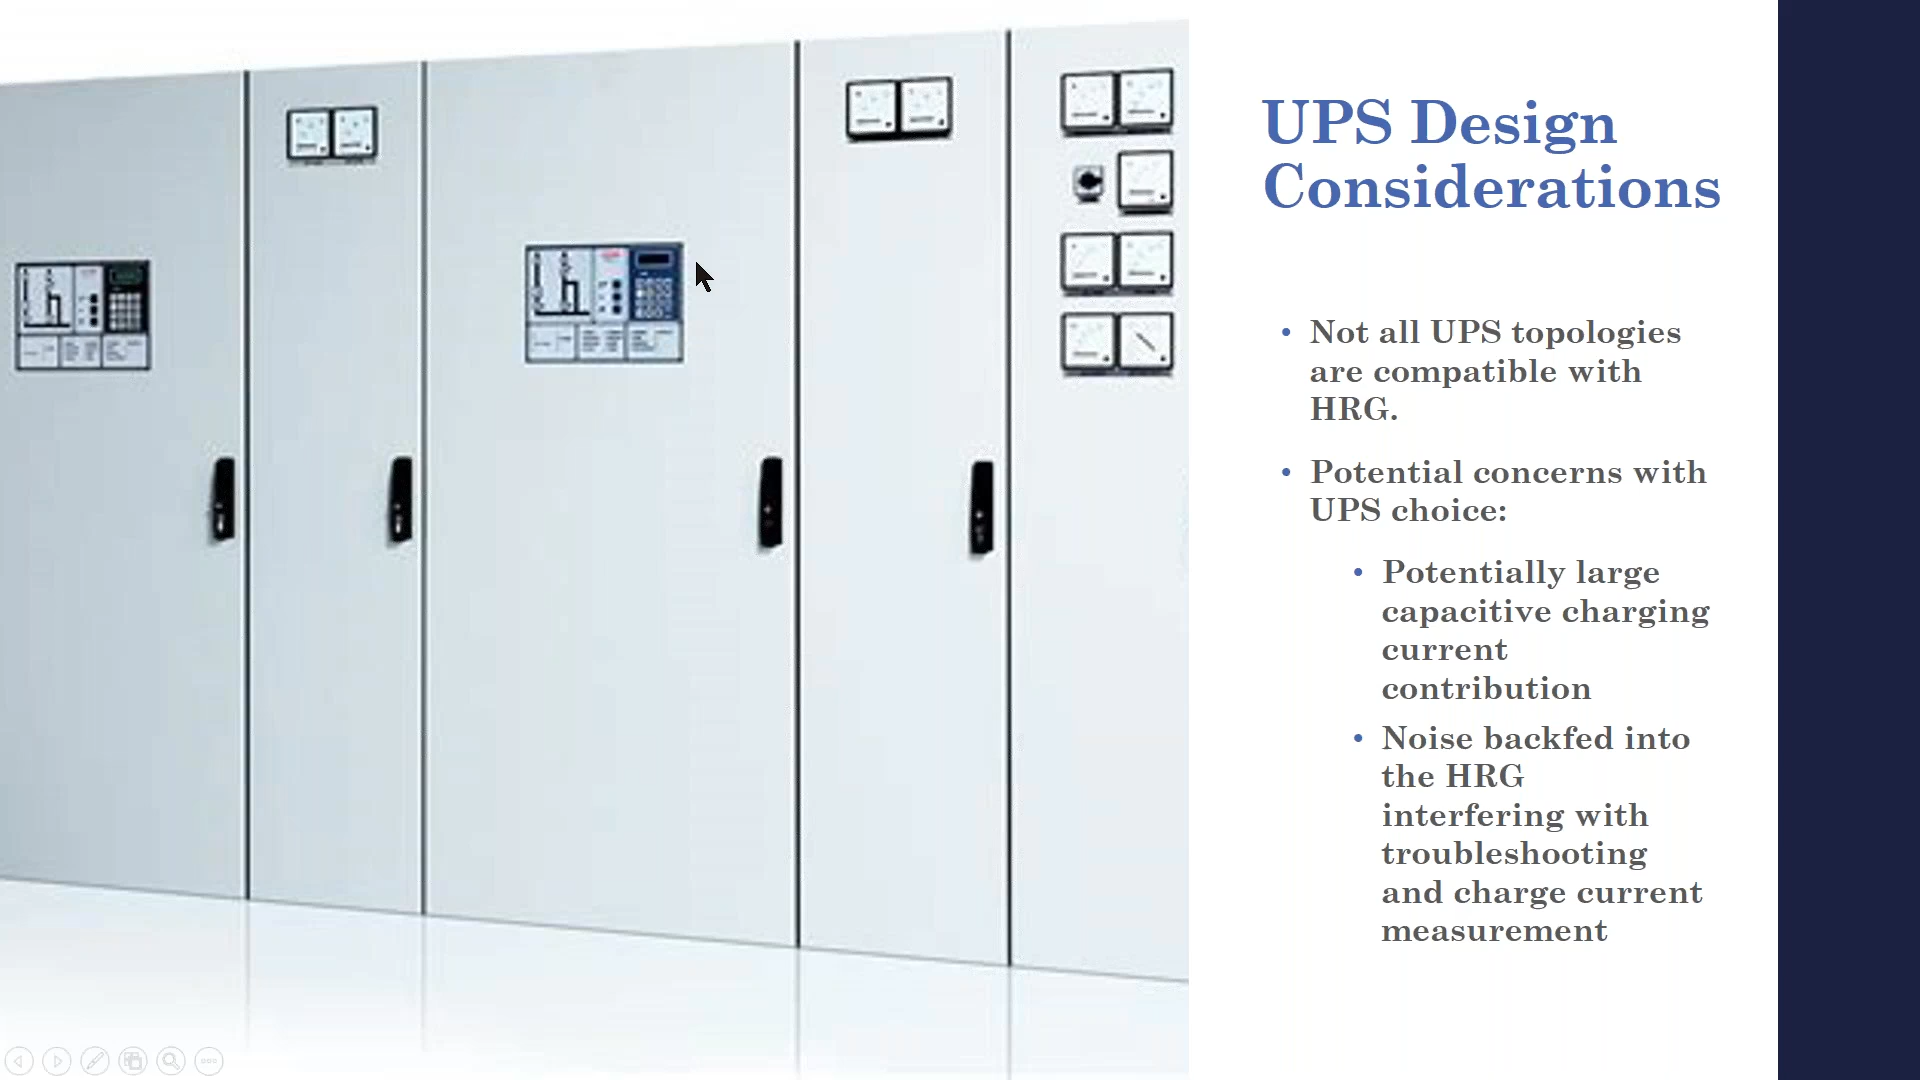 UPS Design
Considerations
• Not all UPS topologies
are compatible with
HRG.
• Potential concerns with
UPS choice:
• Potentially large
capacitive charging
current
contribution
• Noise backfed into
the HRG
interfering with
troubleshooting
and charge current
measurement